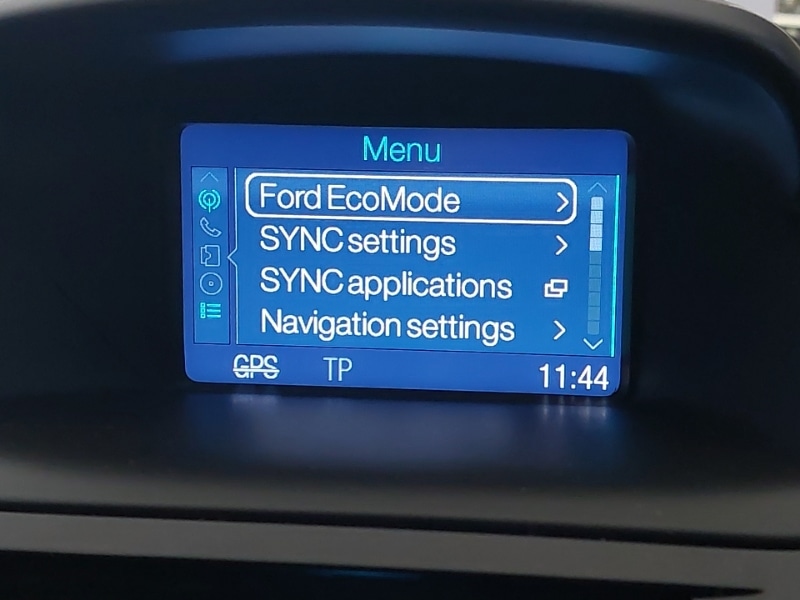 Menu
Ford EcoMode
SYNC settings
SYNC applications
Navigation settings
GPS TP 11:44